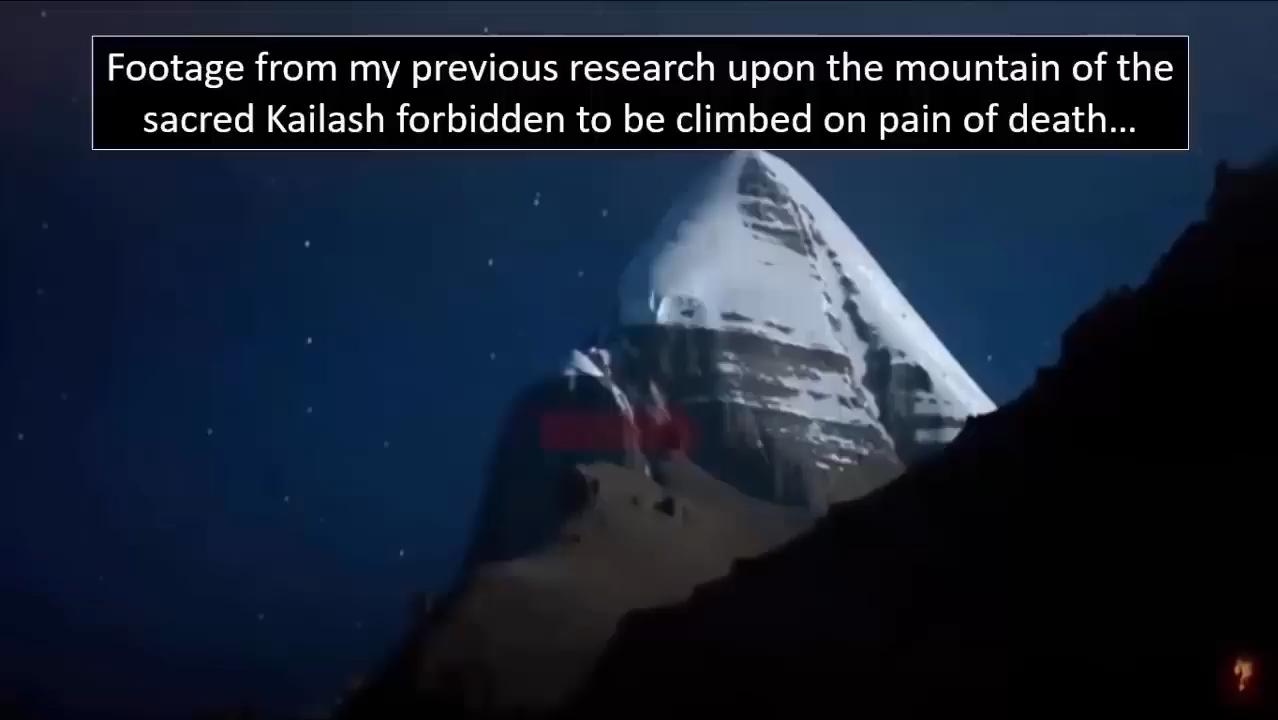 Footage from my previous research upon the mountain of the
sacred Kailash forbidden to be climbed on pain of death...